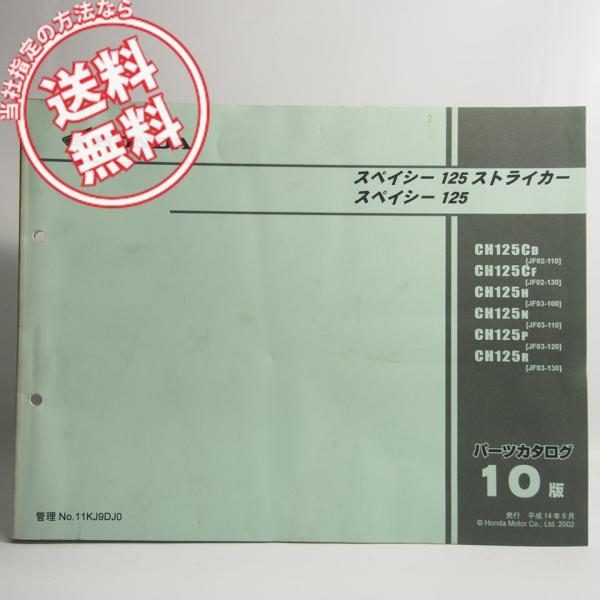 当社指定の方法なら
送料
無料
スペイシー 125 ストライカー
スペイシー 125
CH125CD
[JF02-110]
CH125CF
[JF02-130]
CH125H
[JF03-100]
CH125N
[JF03-110]
CH125P
[JF03-120]
CH125R
[JF03-130]
パーツカタログ
10版
管理 No.11KJ9DJ0
発行 平成14年9月
© Honda Motor Co., Ltd. 2002